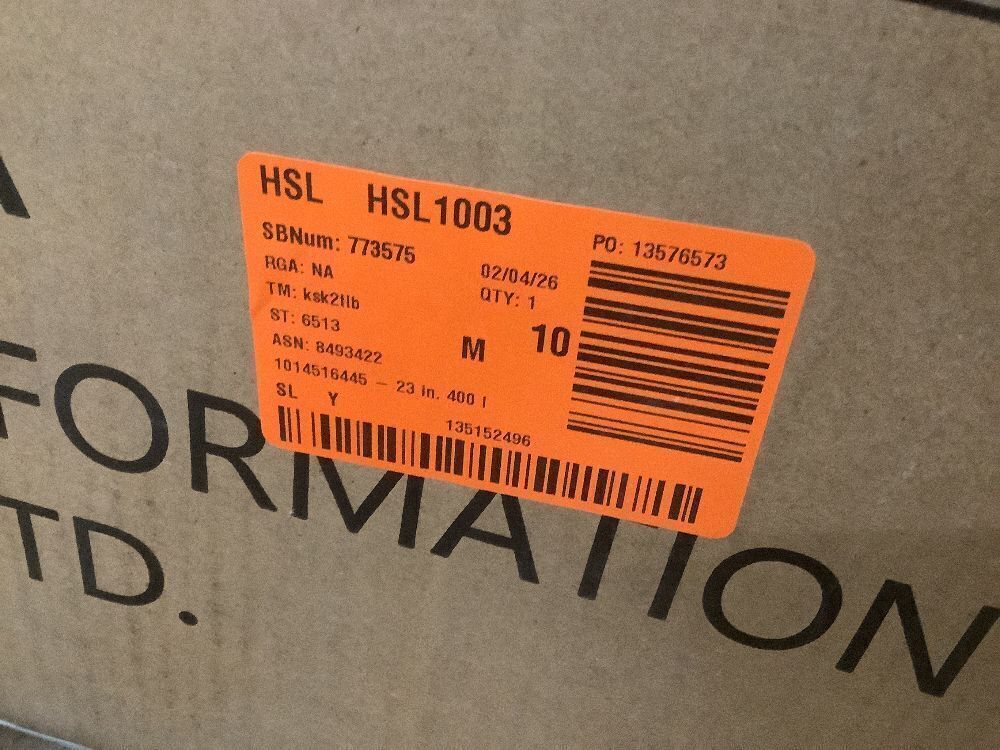 HSL HSL1003
SBNum: 773575
PO: 13576573
RGA: NA
02/04/26
TM: ksk2llb
QTY: 1
ST: 6513
M 10
ASN: 8493422
1014516445 – 23 in. 400 l
SL Y
135152496
FORMATION
TD.